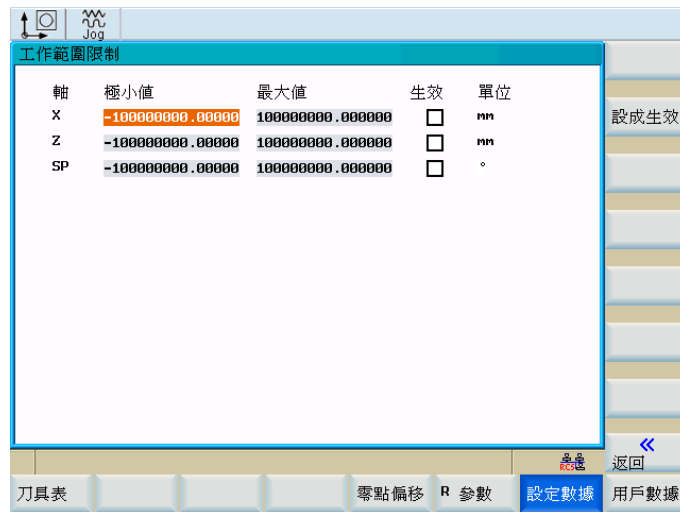 Jog
工作範圍限制
軸 極小值 最大值 生效 單位
X -100000000.00000 100000000.000000 mm
Z -100000000.00000 100000000.000000 mm
SP -100000000.00000 100000000.000000 °
設成生效
«
返回
RCS
刀具表 零點偏移 R 參數 設定數據 用戶數據